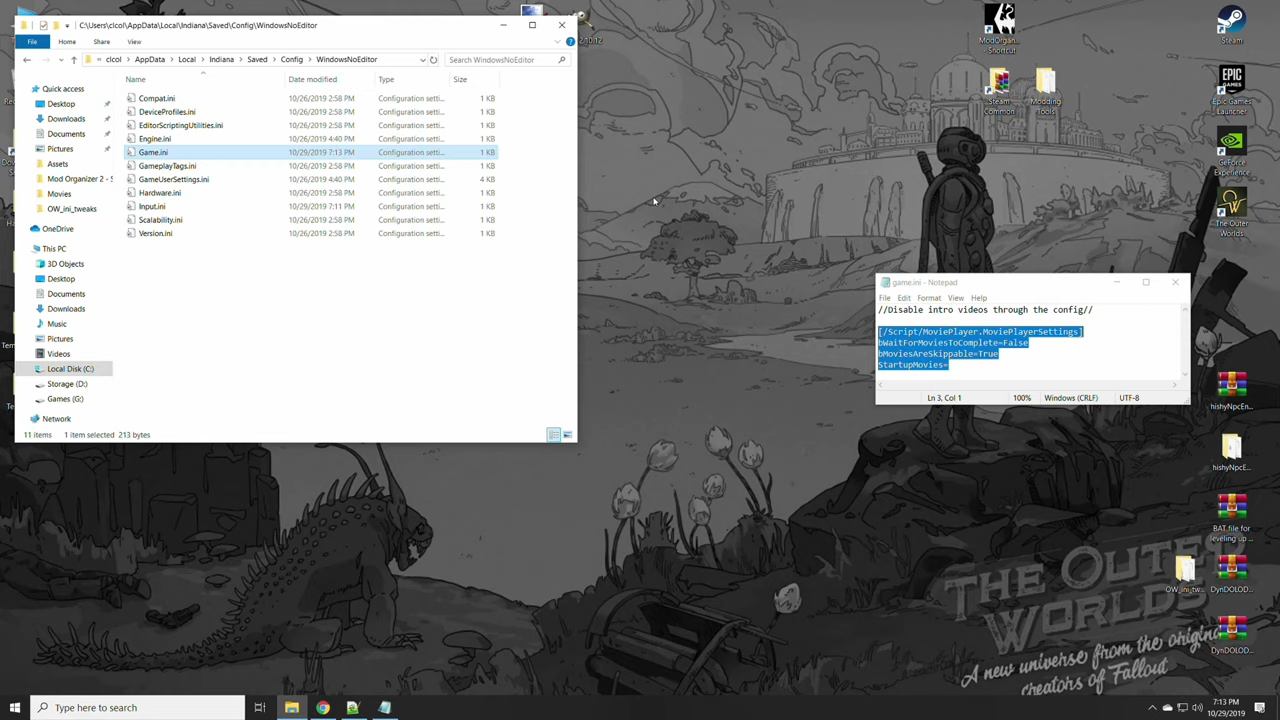 C:\Users\clcol\AppData\Local\Indiana\Saved\Config\WindowsNoEditor
File Home Share View
« clcol > AppData > Local > Indiana > Saved > Config > WindowsNoEditor
Search WindowsNoEditor
Name Date modified Type Size
Compat.ini 10/26/2019 2:58 PM Configuration setti... 1 KB
DeviceProfiles.ini 10/26/2019 2:58 PM Configuration setti... 1 KB
EditorScriptingUtilities.ini 10/26/2019 2:58 PM Configuration setti... 1 KB
Engine.ini 10/26/2019 4:40 PM Configuration setti... 1 KB
Game.ini 10/29/2019 7:13 PM Configuration setti... 1 KB
GameplayTags.ini 10/26/2019 2:58 PM Configuration setti... 1 KB
GameUserSettings.ini 10/26/2019 4:40 PM Configuration setti... 4 KB
Hardware.ini 10/26/2019 2:58 PM Configuration setti... 1 KB
Input.ini 10/29/2019 7:11 PM Configuration setti... 1 KB
Scalability.ini 10/26/2019 2:58 PM Configuration setti... 1 KB
Version.ini 10/26/2019 2:58 PM Configuration setti... 1 KB
Quick access
Desktop
Downloads
Documents
Pictures
Assets
Mod Organizer 2 - S
Movies
OW_ini_tweaks
OneDrive
This PC
3D Objects
Desktop
Documents
Downloads
Music
Pictures
Videos
Local Disk (C:)
Storage (D:)
Games (G:)
Network
11 items 1 item selected 213 bytes
game.ini - Notepad
File Edit Format View Help
//Disable intro videos through the config//
[/Script/MoviePlayer.MoviePlayerSettings]
bWaitForMoviesToComplete=False
bMoviesAreSkippable=True
StartupMovies=
Ln 3, Col 1 100% Windows (CRLF) UTF-8
ModOrgan...
- Shortcut
Steam
Steam
Common
Modding
Tools
Epic Games
Launcher
GeForce
Experience
The Outer
Worlds
hishyNpcEn...
hishyNpcE...
BAT file for
leveling up ...
OW_ini_tw...
DynDOLOD...
DynDOLOD...
THE OUTER
WORLDS
A new universe from the original
creators of Fallout
Type here to search
7:13 PM
10/29/2019